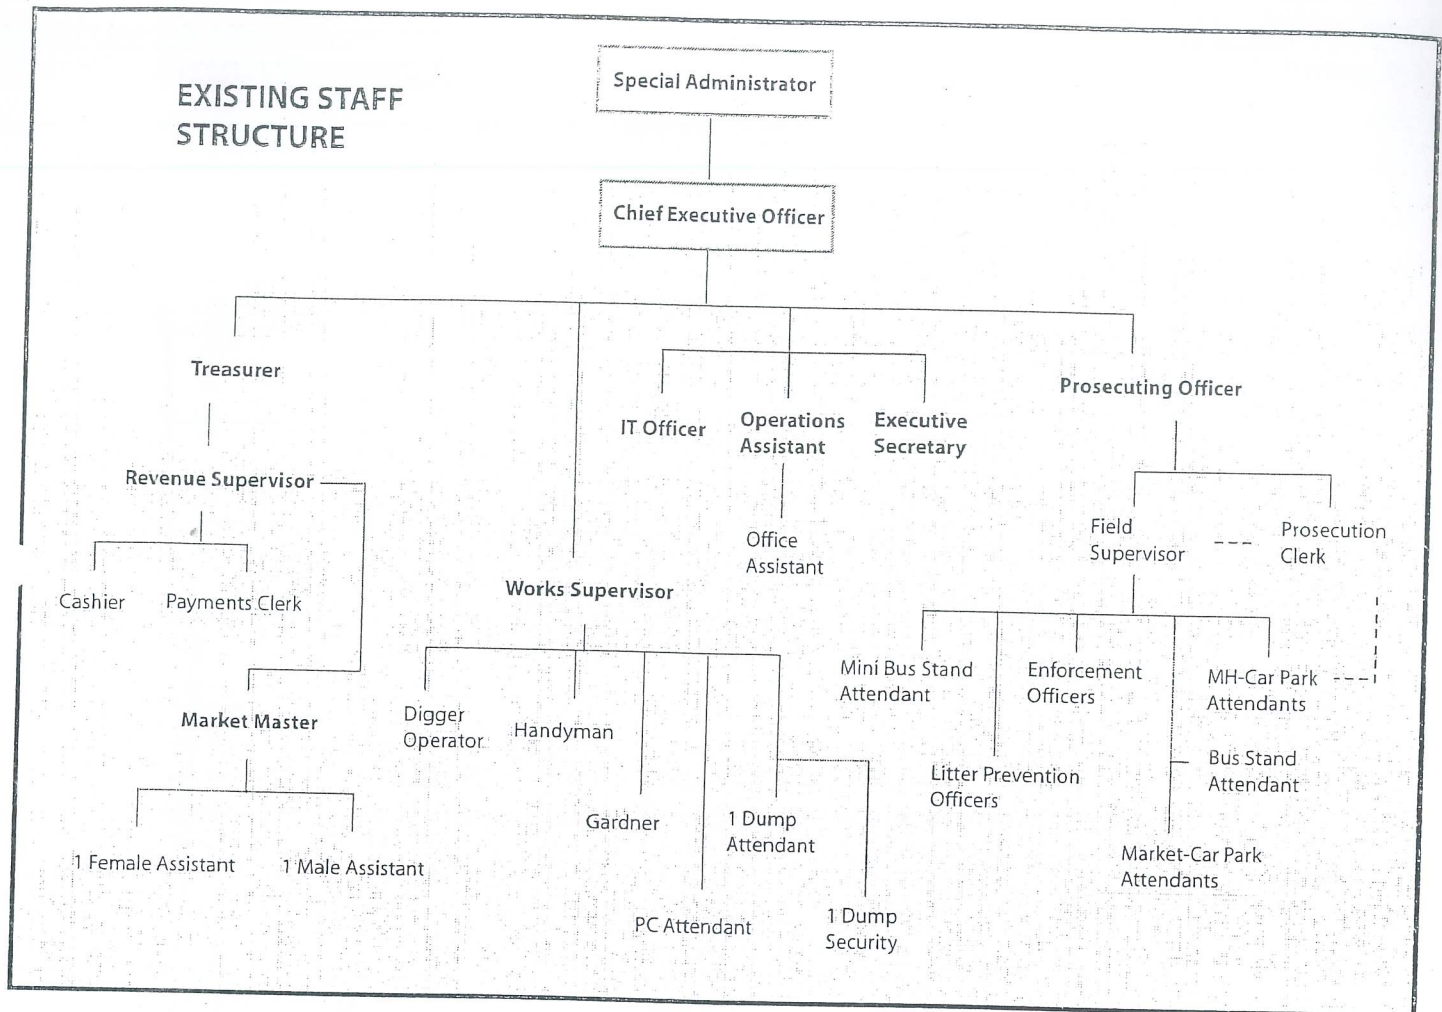 EXISTING STAFF
STRUCTURE
Special Administrator
Chief Executive Officer
Treasurer
Prosecuting Officer
IT Officer
Operations
Assistant
Executive
Secretary
Revenue Supervisor
Field
Supervisor
Prosecution
Clerk
Office
Assistant
Cashier
Payments Clerk
Works Supervisor
Mini Bus Stand
Attendant
Enforcement
Officers
MH-Car Park
Attendants
Market Master
Digger
Operator
Handyman
Litter Prevention
Officers
Bus Stand
Attendant
Gardner
1 Dump
Attendant
Market-Car Park
Attendants
1 Female Assistant
1 Male Assistant
PC Attendant
1 Dump
Security